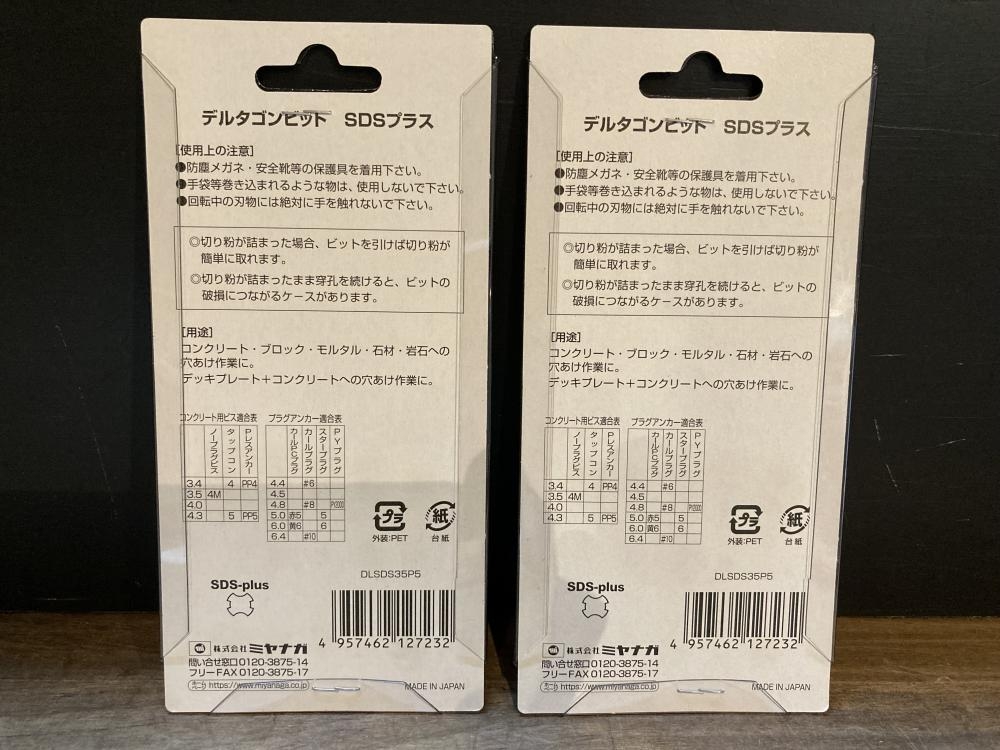 デルタゴンビット SDSプラス
[使用上の注意]
●防塵メガネ・安全靴等の保護具を着用下さい。
●手袋等巻き込まれるような物は、使用しないで下さい。
●回転中の刃物には絶対に手を触れないで下さい。
◎切り粉が詰まった場合、ビットを引けば切り粉が
簡単に取れます。
◎切り粉が詰まったまま穿孔を続けると、ビットの
破損につながるケースがあります。
[用途]
コンクリート・ブロック・モルタル・石材・岩石への
穴あけ作業に。
デッキプレート+コンクリートへの穴あけ作業に。
コンクリート用ビス適合表
ノープラグビス タップコン PレスアンカーPレスアンカー
3.4 4 PP4
3.5 4M
4.0
4.3 5 PP5
プラグアンカー適合表
カールPCプラグ カールプラグ スタープラグ PYプラグ
4.4 #6
4.5
4.8 #8 PY2000
5.0 赤5 5
6.0 黄6 6
6.4 #10
プラ
外装:PET
紙
台紙
DLSDS35P5
SDS-plus
4 957462 127232
株式会社ミヤナガ
問い合せ窓口0120-3875-14
フリーFAX 0120-3875-17
https://www.miyanaga.co.jp
MADE IN JAPAN
デルタゴンビット SDSプラス
[使用上の注意]
●防塵メガネ・安全靴等の保護具を着用下さい。
●手袋等巻き込まれるような物は、使用しないで下さい。
●回転中の刃物には絶対に手を触れないで下さい。
◎切り粉が詰まった場合、ビットを引けば切り粉が
簡単に取れます。
◎切り粉が詰まったまま穿孔を続けると、ビットの
破損につながるケースがあります。
[用途]
コンクリート・ブロック・モルタル・石材・岩石への
穴あけ作業に。
デッキプレート+コンクリートへの穴あけ作業に。
コンクリート用ビス適合表
ノープラグビス タップコン Pレスアンカー
3.4 4 PP4
3.5 4M
4.0
4.3 5 PP5
プラグアンカー適合表
カールPCプラグ カールプラグ スタープラグ PYプラグ
4.4 #6
4.5
4.8 #8 PY2000
5.0 赤5 5
6.0 黄6 6
6.4 #10
プラ
外装:PET
紙
台紙
DLSDS35P5
SDS-plus
4 957462 127232
株式会社ミヤナガ
問い合せ窓口0120-3875-14
フリーFAX 0120-3875-17
https://www.miyanaga.co.jp
MADE IN JAPAN